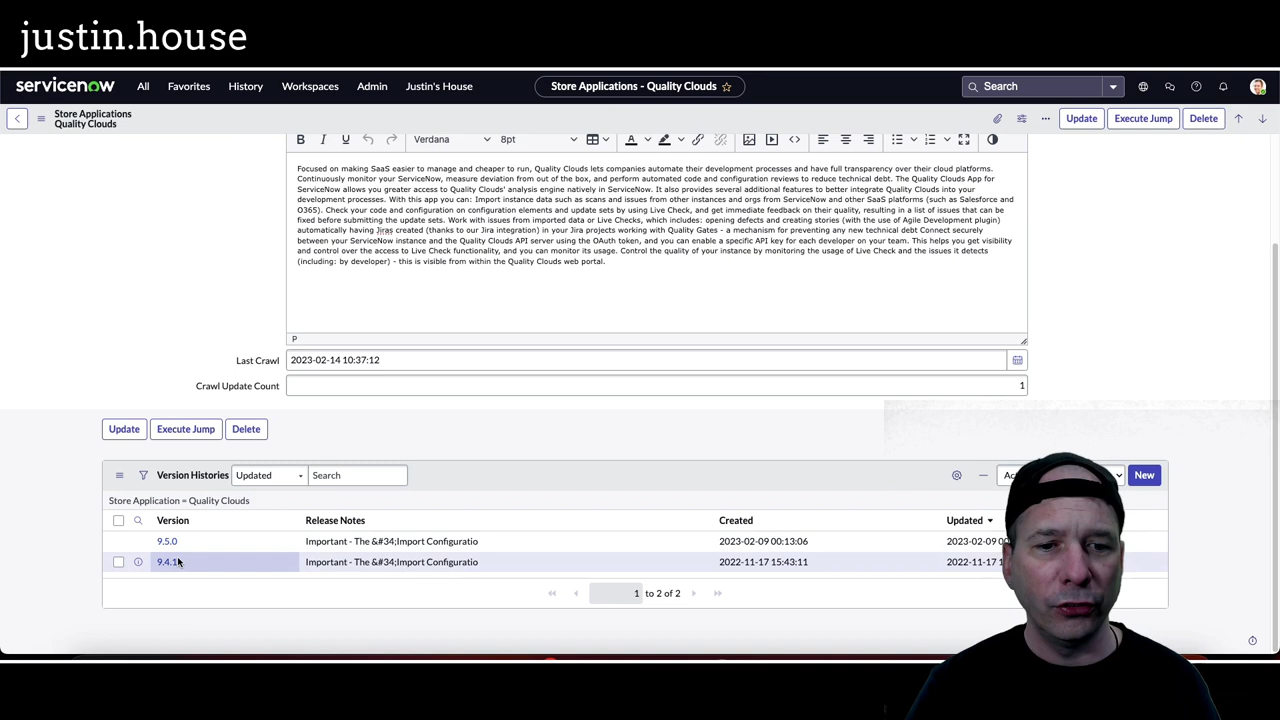 justin.house
servicenow All Favorites History Workspaces Admin Justin's House Store Applications - Quality Clouds Search
Store Applications
Quality Clouds
Update Execute Jump Delete
B I U Verdana 8pt A
Focused on making SaaS easier to manage and cheaper to run, Quality Clouds lets companies automate their development processes and have full transparency over their cloud platforms.
Continuously monitor your ServiceNow, measure deviation from out of the box, and perform automated code and configuration reviews to reduce technical debt. The Quality Clouds App for
ServiceNow allows you greater access to Quality Clouds' analysis engine natively in ServiceNow. It also provides several additional features to better integrate Quality Clouds into your
development processes. With this app you can: Import instance data such as scans and issues from other instances and orgs from ServiceNow and other SaaS platforms (such as Salesforce and
O365). Check your code and configuration on configuration elements and update sets by using Live Check, and get immediate feedback on their quality, resulting in a list of issues that can be
fixed before submitting the update sets. Work with issues from imported data or Live Checks, which includes: opening defects and creating stories (with the use of Agile Development plugin)
automatically having Jiras created (thanks to our Jira integration) in your Jira projects working with Quality Gates - a mechanism for preventing any new technical debt Connect securely
between your ServiceNow instance and the Quality Clouds API server using the OAuth token, and you can enable a specific API key for each developer on your team. This helps you get visibility
and control over the access to Live Check functionality, and you can monitor its usage. Control the quality of your instance by monitoring the usage of Live Check and the issues it detects
(including: by developer) - this is visible from within the Quality Clouds web portal.
P
Last Crawl 2023-02-14 10:37:12
Crawl Update Count 1
Update Execute Jump Delete
Version Histories Updated Search New
Store Application = Quality Clouds
Version Release Notes Created Updated
9.5.0 Important - The &#34;Import Configuratio 2023-02-09 00:13:06 2023-02-09
9.4.1 Important - The &#34;Import Configuratio 2022-11-17 15:43:11 2022-11-17
1 to 2 of 2